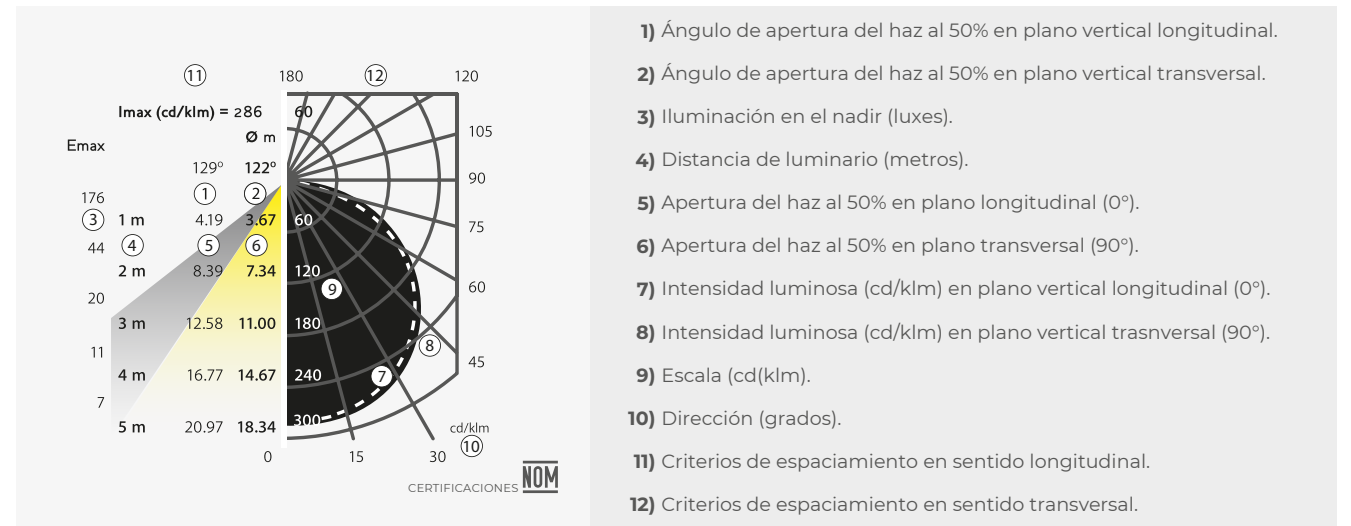 11 180 12 120
Imax (cd/klm) = 286 60
Ø m
105
Emax
129º 122º 90
176 1 2
3 1 m 4.19 3.67 60 75
44 4 5 6
2 m 8.39 7.34 120
9 60
20
3 m 12.58 11.00 180
8
11
45
4 m 16.77 14.67 240 7
7
5 m 20.97 18.34 300 cd/klm
10
0 15 30
CERTIFICACIONES NOM
1) Ángulo de apertura del haz al 50% en plano vertical longitudinal.
2) Ángulo de apertura del haz al 50% en plano vertical transversal.
3) Iluminación en el nadir (luxes).
4) Distancia de luminario (metros).
5) Apertura del haz al 50% en plano longitudinal (0°).
6) Apertura del haz al 50% en plano transversal (90°).
7) Intensidad luminosa (cd/klm) en plano vertical longitudinal (0°).
8) Intensidad luminosa (cd/klm) en plano vertical trasnversal (90°).
9) Escala (cd(klm).
10) Dirección (grados).
11) Criterios de espaciamiento en sentido longitudinal.
12) Criterios de espaciamiento en sentido transversal.